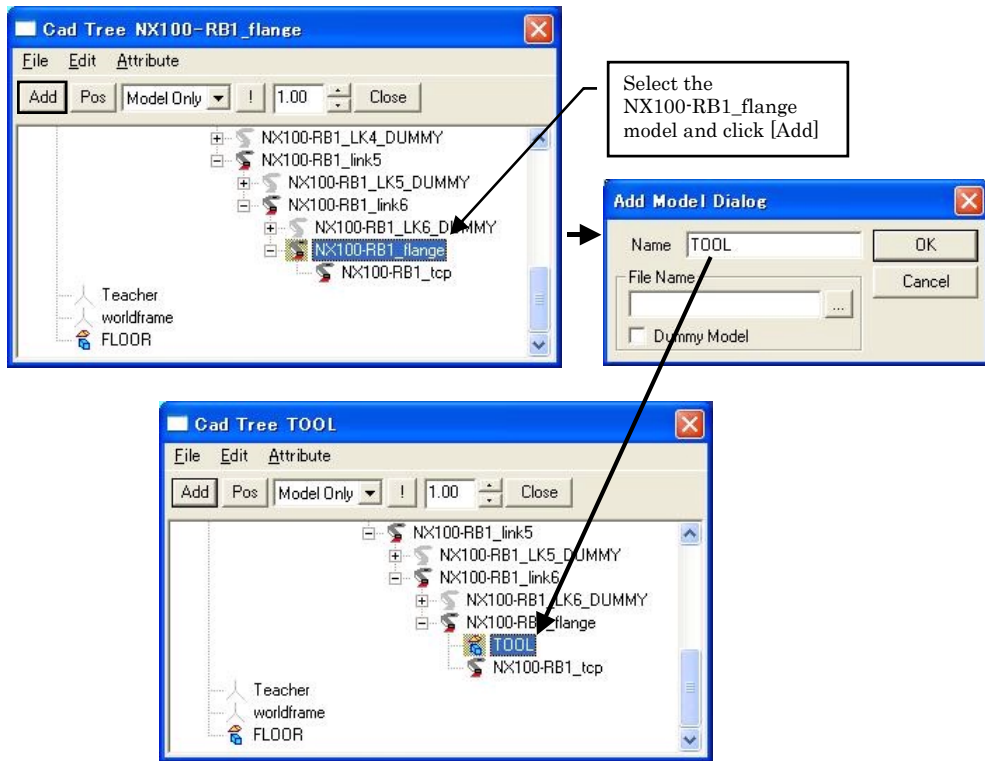 Cad Tree NX100-RB1_flange
File Edit Attribute
Add Pos Model Only ! 1.00 Close
NX100-RB1_LK4_DUMMY
NX100-RB1_link5
NX100-RB1_LK5_DUMMY
NX100-RB1_link6
NX100-RB1_LK6_DUMMY
NX100-RB1_flange
NX100-RB1_tcp
Teacher
worldframe
FLOOR
Select the
NX100-RB1_flange
model and click [Add]
Add Model Dialog
Name TOOL OK
File Name Cancel
...
Dummy Model
Cad Tree TOOL
File Edit Attribute
Add Pos Model Only ! 1.00 Close
NX100-RB1_link5
NX100-RB1_LK5_DUMMY
NX100-RB1_link6
NX100-RB1_LK6_DUMMY
NX100-RB1_flange
TOOL
NX100-RB1_tcp
Teacher
worldframe
FLOOR